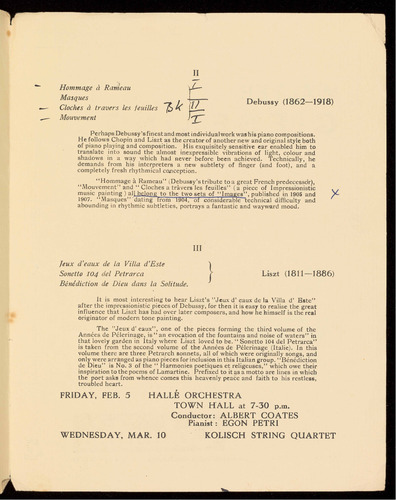 II
Hommage à Rameau I
Masques
Cloches à travers les feuilles Bk II Debussy (1862—1918)
Mouvement I
Perhaps Debussy's finest and most individual work was his piano compositions.
He follows Chopin and Liszt as the creator of another new and original style both
of piano playing and composition. His exquisitely sensitive ear enabled him to
translate into sound the almost inexpressible vibrations of light, colour and
shadows in a way which had never before been achieved. Technically, he
demands from his interpreters a new subtlety of finger (and foot), and a
completely fresh rhythmical conception.
"Hommage à Rameau" (Debussy's tribute to a great French predecessor),
"Mouvement" and "Cloches a travers les feuilles" (a piece of Impressionistic
music painting) all belong to the two sets of "Images", published in 1905 and x
1907. "Masques" dating from 1904, of considerable technical difficulty and
abounding in rhythmic subtleties, portrays a fantastic and wayward mood.
III
Jeux d'eaux de la Villa d'Este
Sonetto 104 del Petrarca } Liszt (1811—1886)
Bénédiction de Dieu dans la Solitude.
It is most interesting to hear Liszt's "Jeux d' eaux de la Villa d' Este"
after the impressionistic pieces of Debussy, for then it is easy to realise the great
influence that Liszt has had over later composers, and how he himself is the real
originator of modern tone painting.
The "Jeux d' eaux", one of the pieces forming the third volume of the
Années de Pélerinage, is "an evocation of the fountains and noise of waters" in
that lovely garden in Italy where Liszt loved to be. "Sonetto 104 del Petrarca"
is taken from the second volume of the Années de Pélerinage (Italie). In this
volume there are three Petrarch sonnets, all of which were originally songs, and
only were arranged as piano pieces for inclusion in this Italian group. "Bénédiction
de Dieu" is No. 3 of the "Harmonies poetiques et religeuses," which owe their
inspiration to the poems of Lamartine. Prefixed to it as a motto are lines in which
the poet asks from whence comes this heavenly peace and faith to his restless,
troubled heart.
FRIDAY, FEB. 5 HALLÉ ORCHESTRA
TOWN HALL at 7-30 p.m.
Conductor: ALBERT COATES
Pianist: EGON PETRI
WEDNESDAY, MAR. 10 KOLISCH STRING QUARTET